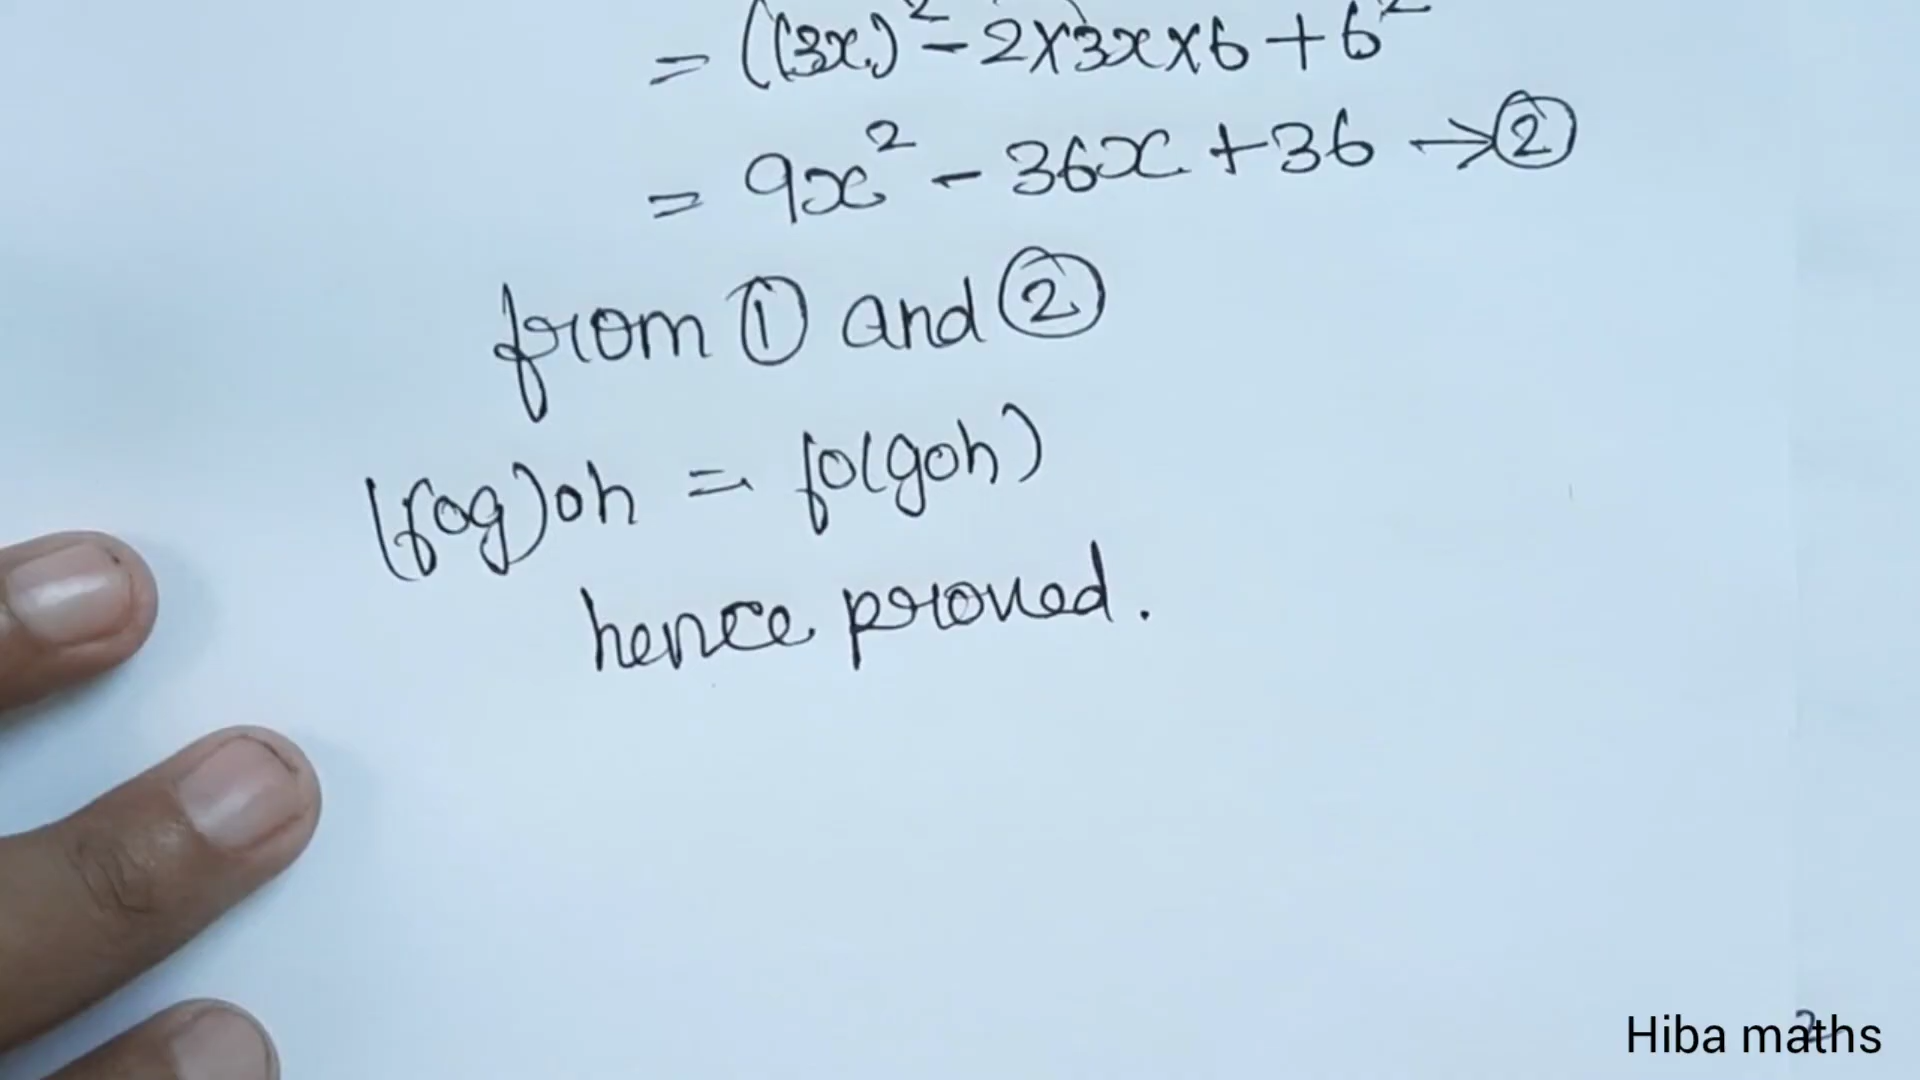 = ((3x)² - 2×3x×6 + 6²
= 9x² - 36x + 36 → ②
from ① and ②
(fog)oh = fo(goh)
hence proved.
Hiba maths